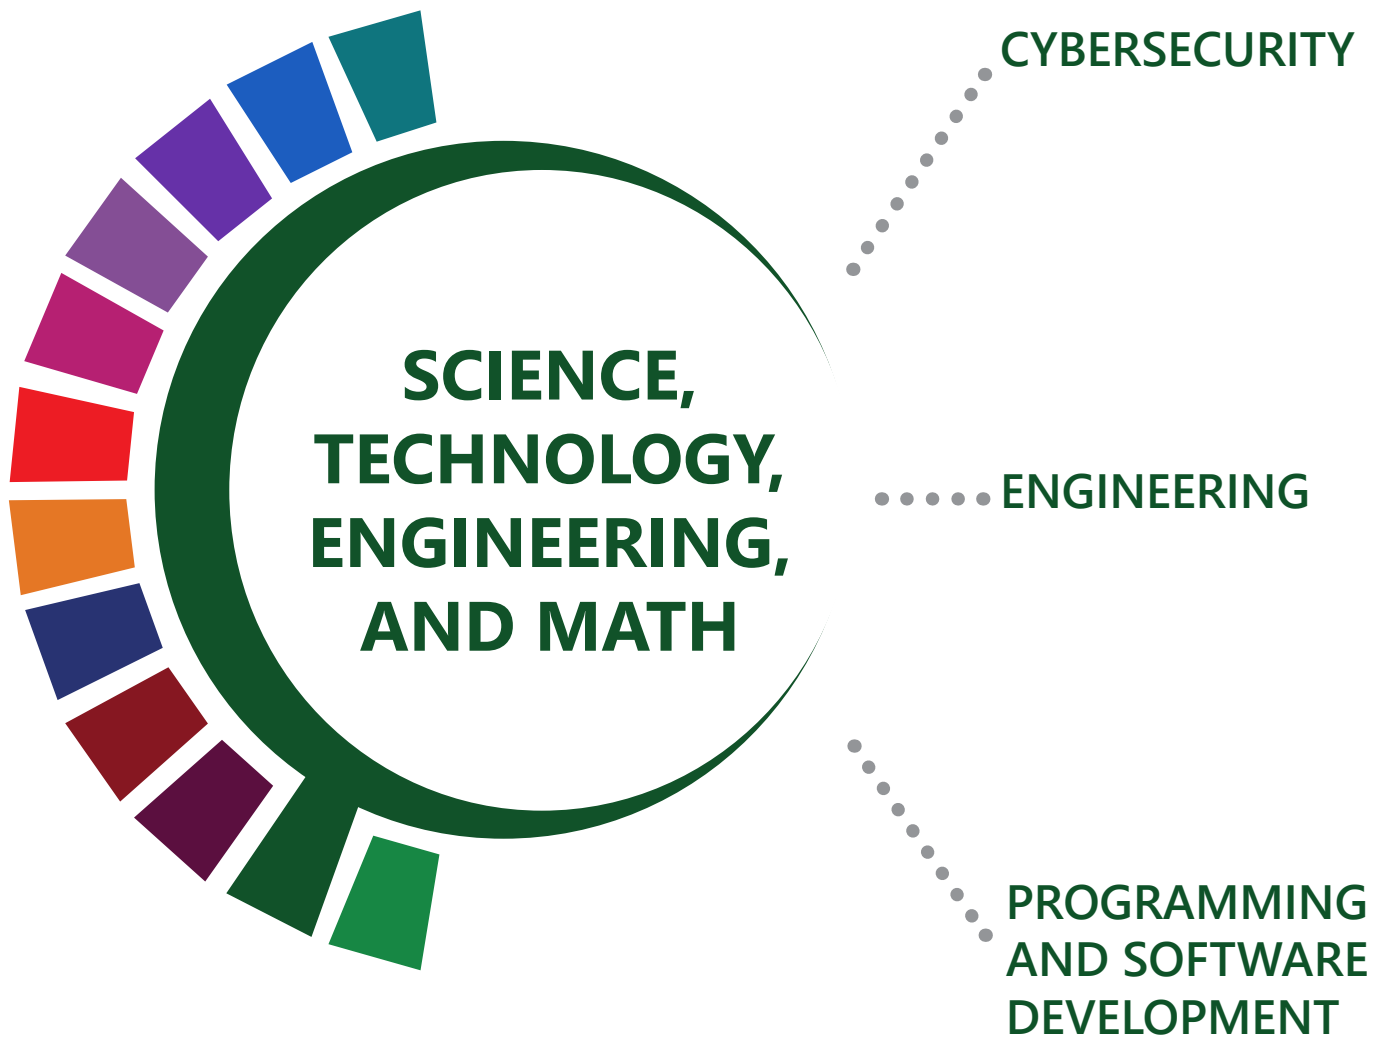 CYBERSECURITY
SCIENCE,
TECHNOLOGY,
ENGINEERING,
AND MATH
ENGINEERING
PROGRAMMING
AND SOFTWARE
DEVELOPMENT